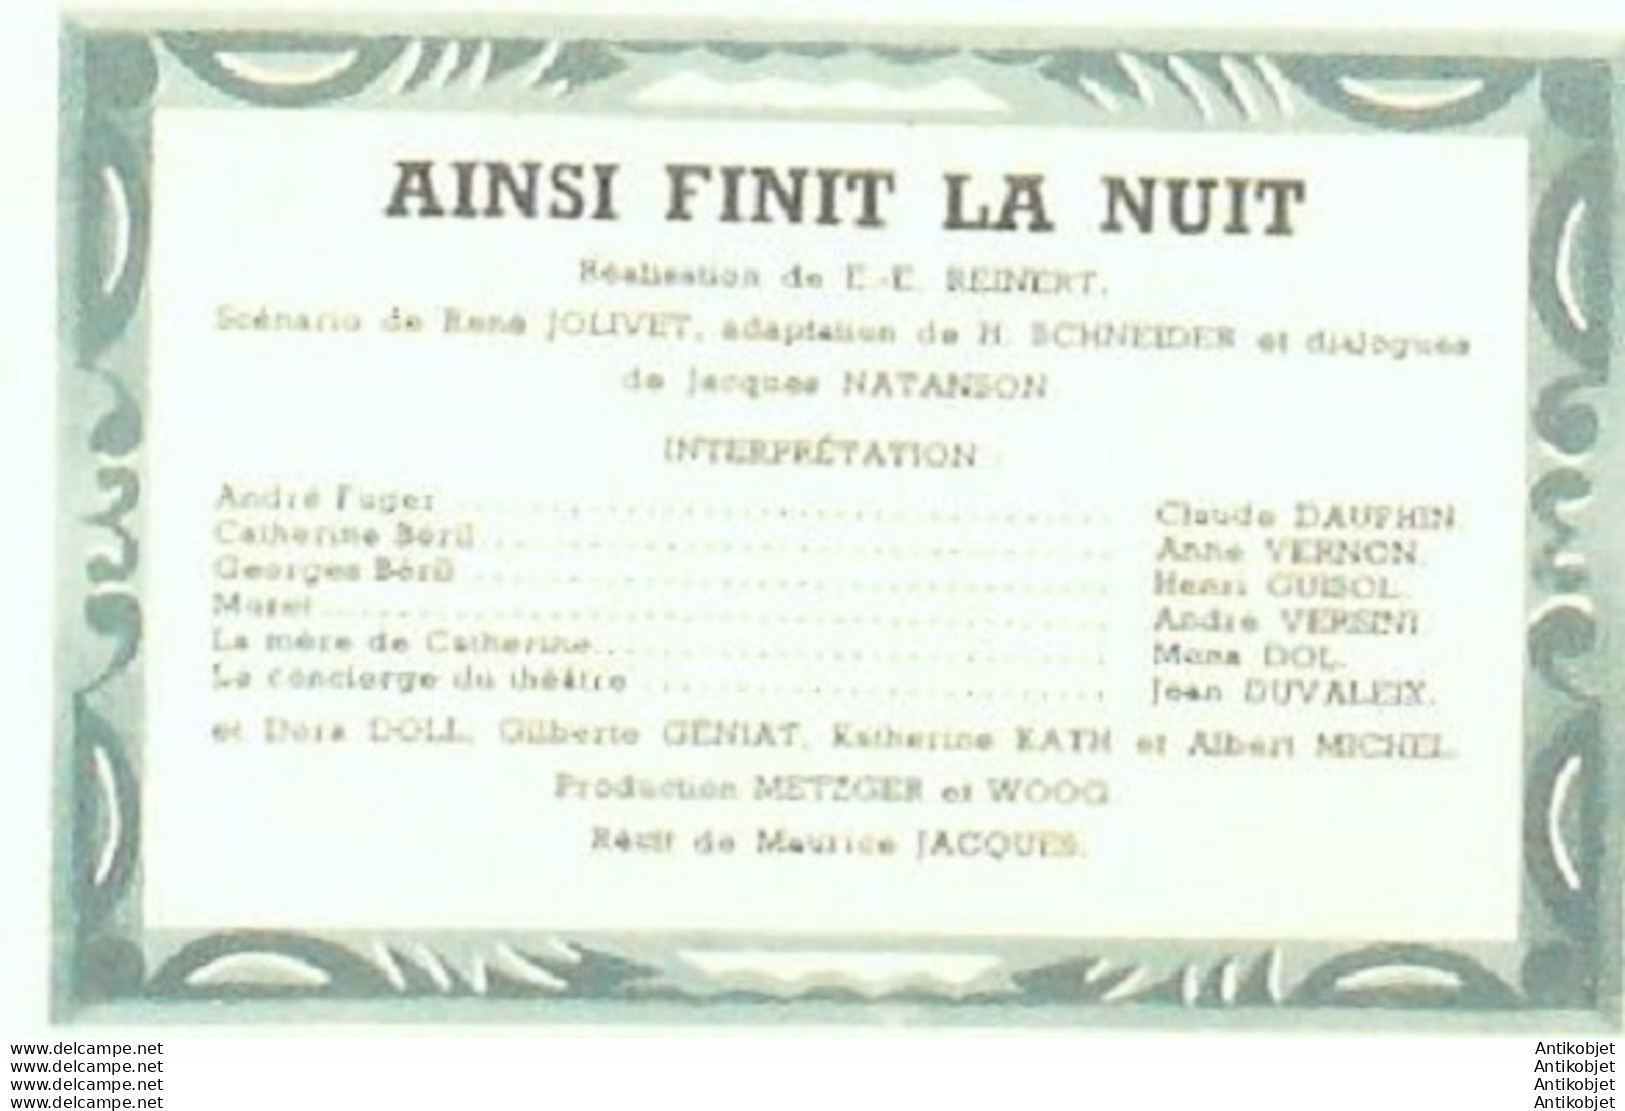 AINSI FINIT LA NUIT
Réalisation de E.-E. REINERT.
Scénario de René JOLIVET, adaptation de H. SCHNEIDER et dialogues
de Jacques NATANSON
INTERPRÉTATION :
André Fuger ........ Claude DAUPHIN.
Catherine Béril ........ Anne VERNON.
Georges Béril ........ Henri GUISOL.
........ André VERSINI.
La mère de Catherine ........ Mona DOL.
Le concierge du théâtre ........ Jean DUVALEIX.
et Dora DOLL, Gilberte GÉNIAT, Katherine KATH et Albert MICHEL.
Production METZGER et WOOG
Récit de Maurice JACQUES.
www.delcampe.net Antikobjet
www.delcampe.net Antikobjet
www.delcampe.net Antikobjet
www.delcampe.net Antikobjet